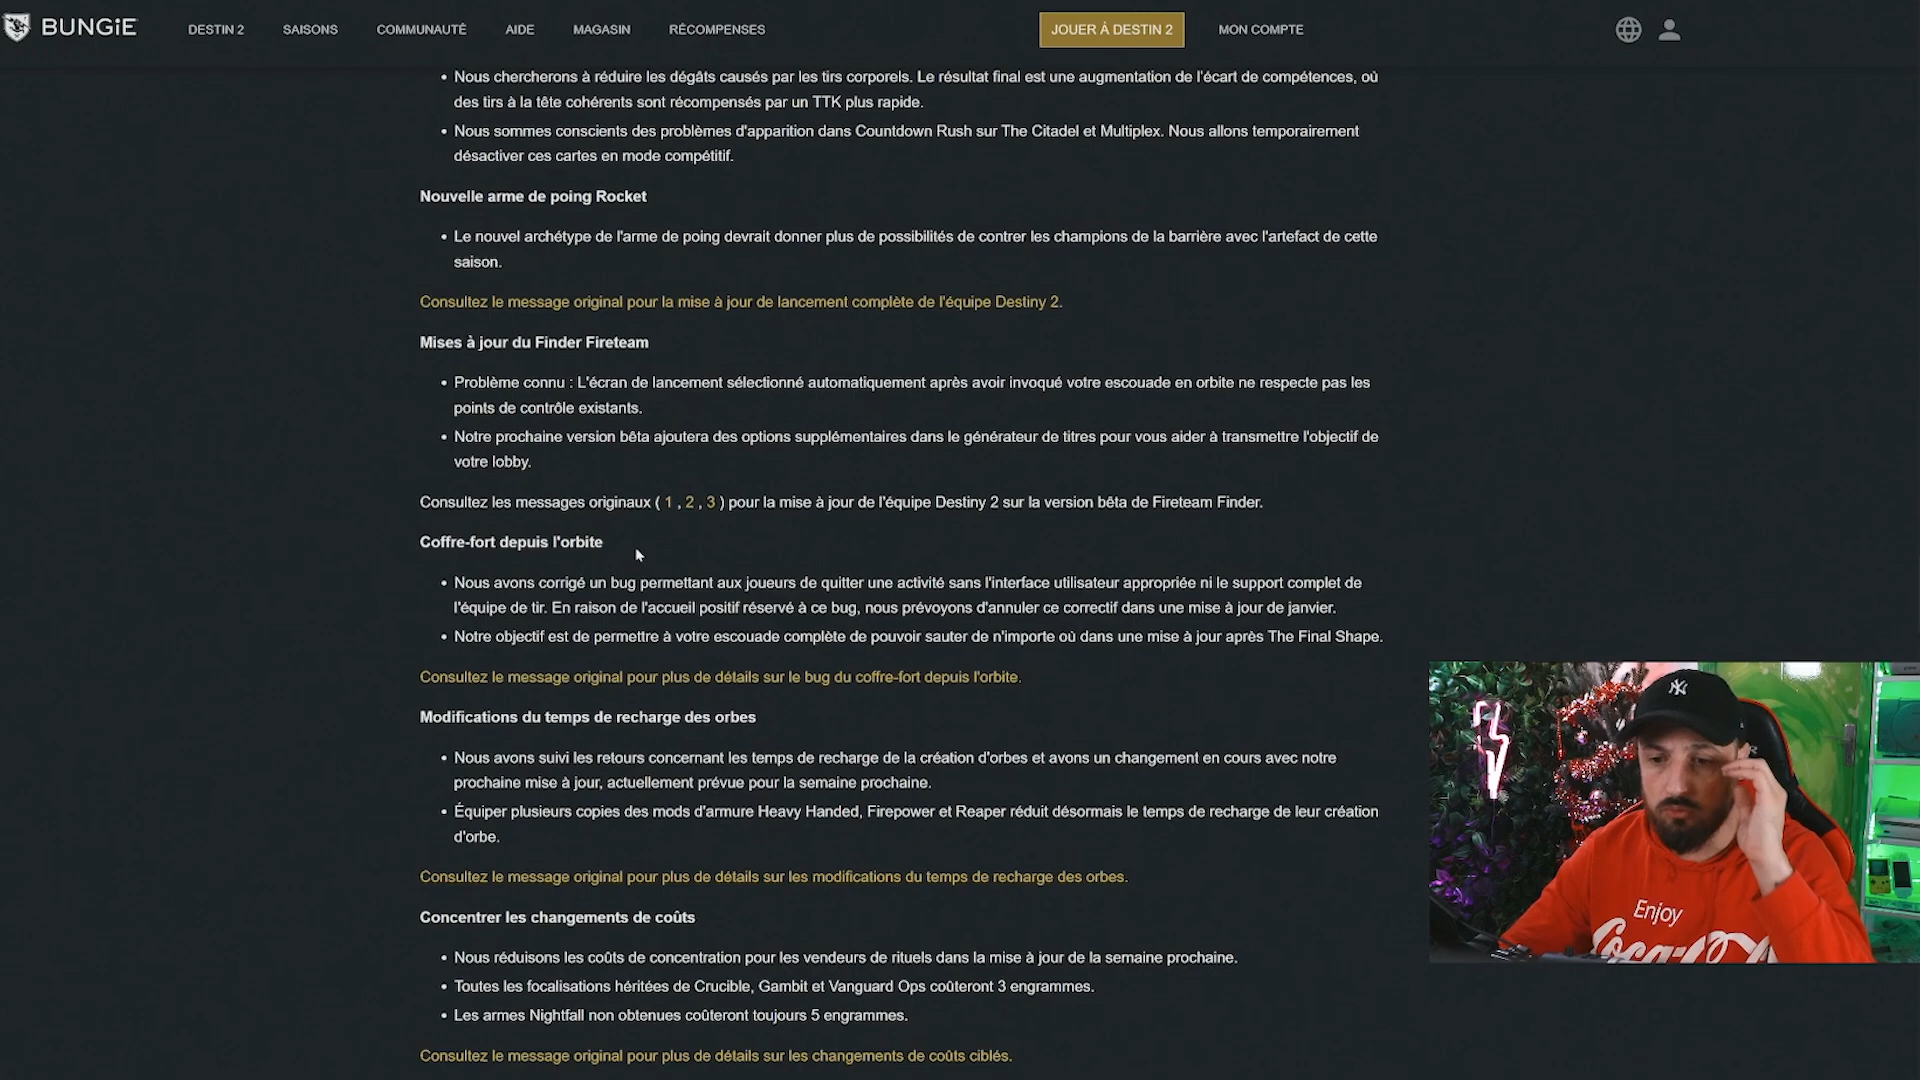 BUNGiE
DESTIN 2
SAISONS
COMMUNAUTÉ
AIDE
MAGASIN
RÉCOMPENSES
JOUER À DESTIN 2
MON COMPTE
• Nous chercherons à réduire les dégâts causés par les tirs corporels. Le résultat final est une augmentation de l'écart de compétences, où
des tirs à la tête cohérents sont récompensés par un TTK plus rapide.
• Nous sommes conscients des problèmes d'apparition dans Countdown Rush sur The Citadel et Multiplex. Nous allons temporairement
désactiver ces cartes en mode compétitif.
Nouvelle arme de poing Rocket
• Le nouvel archétype de l'arme de poing devrait donner plus de possibilités de contrer les champions de la barrière avec l'artefact de cette
saison.
Consultez le message original pour la mise à jour de lancement complète de l'équipe Destiny 2.
Mises à jour du Finder Fireteam
• Problème connu : L'écran de lancement sélectionné automatiquement après avoir invoqué votre escouade en orbite ne respecte pas les
points de contrôle existants.
• Notre prochaine version bêta ajoutera des options supplémentaires dans le générateur de titres pour vous aider à transmettre l'objectif de
votre lobby.
Consultez les messages originaux ( 1 , 2 , 3 ) pour la mise à jour de l'équipe Destiny 2 sur la version bêta de Fireteam Finder.
Coffre-fort depuis l'orbite
• Nous avons corrigé un bug permettant aux joueurs de quitter une activité sans l'interface utilisateur appropriée ni le support complet de
l'équipe de tir. En raison de l'accueil positif réservé à ce bug, nous prévoyons d'annuler ce correctif dans une mise à jour de janvier.
• Notre objectif est de permettre à votre escouade complète de pouvoir sauter de n'importe où dans une mise à jour après The Final Shape.
Consultez le message original pour plus de détails sur le bug du coffre-fort depuis l'orbite.
Modifications du temps de recharge des orbes
• Nous avons suivi les retours concernant les temps de recharge de la création d'orbes et avons un changement en cours avec notre
prochaine mise à jour, actuellement prévue pour la semaine prochaine.
• Équiper plusieurs copies des mods d'armure Heavy Handed, Firepower et Reaper réduit désormais le temps de recharge de leur création
d'orbe.
Consultez le message original pour plus de détails sur les modifications du temps de recharge des orbes.
Concentrer les changements de coûts
• Nous réduisons les coûts de concentration pour les vendeurs de rituels dans la mise à jour de la semaine prochaine.
• Toutes les focalisations héritées de Crucible, Gambit et Vanguard Ops coûteront 3 engrammes.
• Les armes Nightfall non obtenues coûteront toujours 5 engrammes.
Consultez le message original pour plus de détails sur les changements de coûts ciblés.
NY
Enjoy
Coca-Co